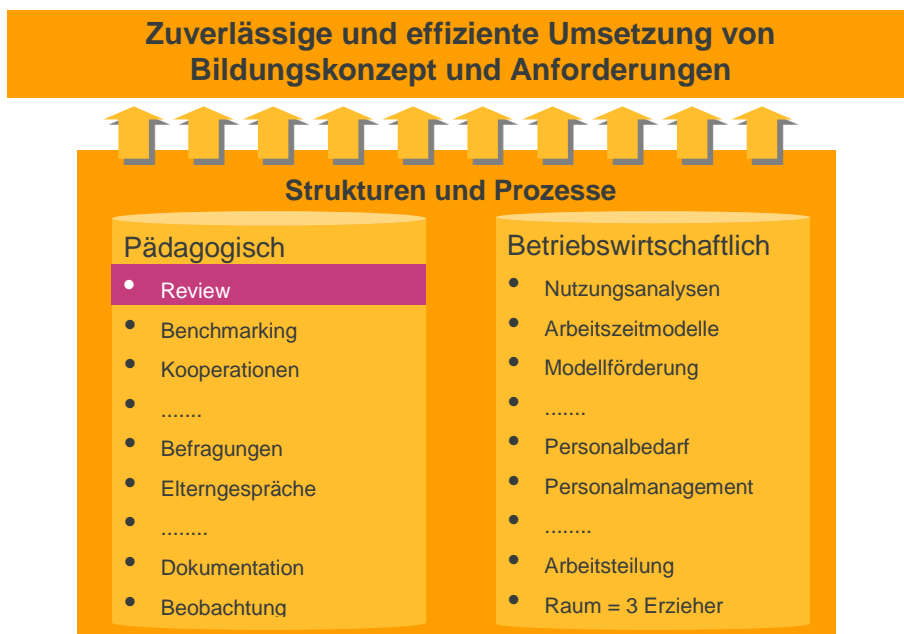 Zuverlässige und effiziente Umsetzung von
Bildungskonzept und Anforderungen
Strukturen und Prozesse
Pädagogisch
• Review
• Benchmarking
• Kooperationen
• .......
• Befragungen
• Elterngespräche
• ........
• Dokumentation
• Beobachtung
Betriebswirtschaftlich
• Nutzungsanalysen
• Arbeitszeitmodelle
• Modellförderung
• .......
• Personalbedarf
• Personalmanagement
• ........
• Arbeitsteilung
• Raum = 3 Erzieher